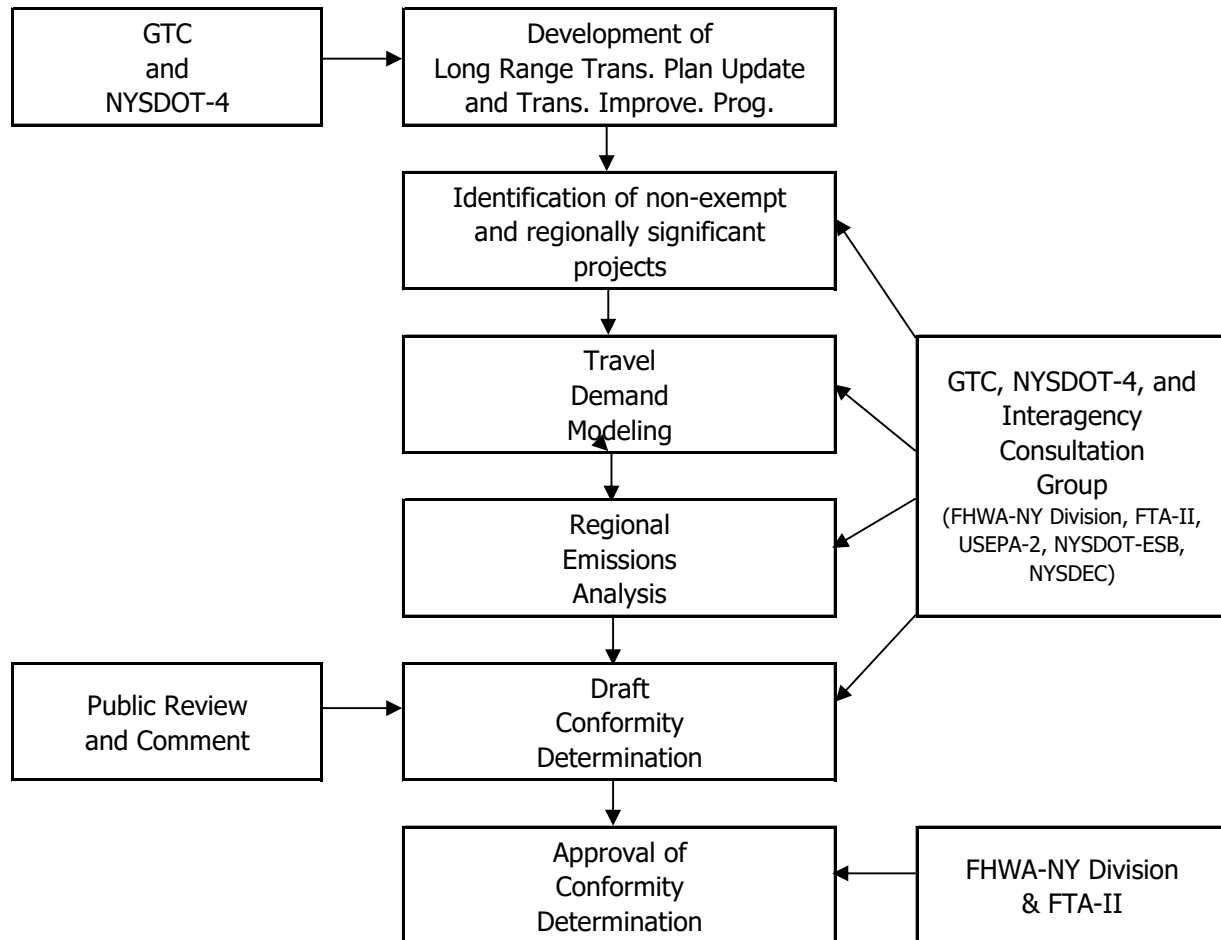 GTC
and
NYSDOT-4
Development of
Long Range Trans. Plan Update
and Trans. Improve. Prog.
Identification of non-exempt
and regionally significant
projects
Travel
Demand
Modeling
GTC, NYSDOT-4, and
Interagency
Consultation
Group
(FHWA-NY Division, FTA-II,
USEPA-2, NYSDOT-ESB,
NYSDEC)
Regional
Emissions
Analysis
Public Review
and Comment
Draft
Conformity
Determination
Approval of
Conformity
Determination
FHWA-NY Division
& FTA-II